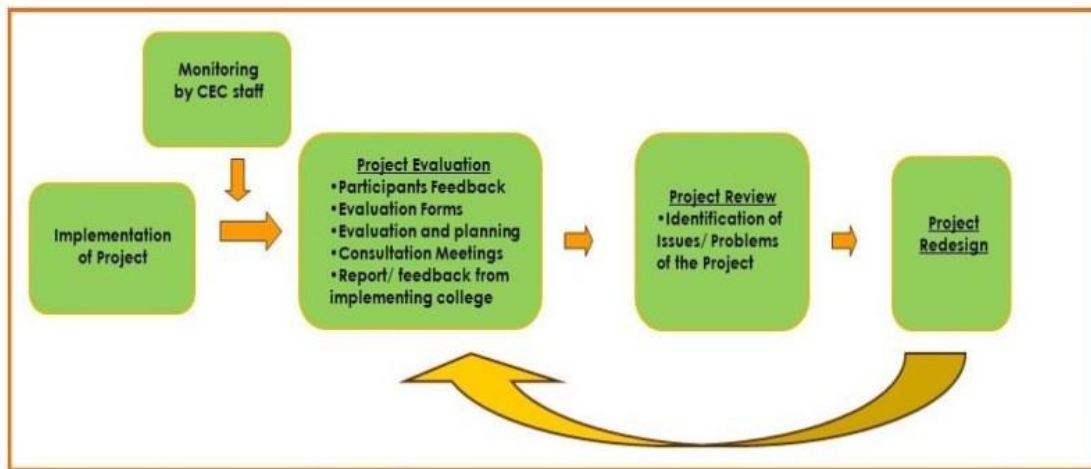 Monitoring
by CEC staff
Implementation
of Project
Project Evaluation
•Participants Feedback
•Evaluation Forms
•Evaluation and planning
•Consultation Meetings
•Report/ feedback from
implementing college
Project Review
•Identification of
Issues/ Problems
of the Project
Project
Redesign